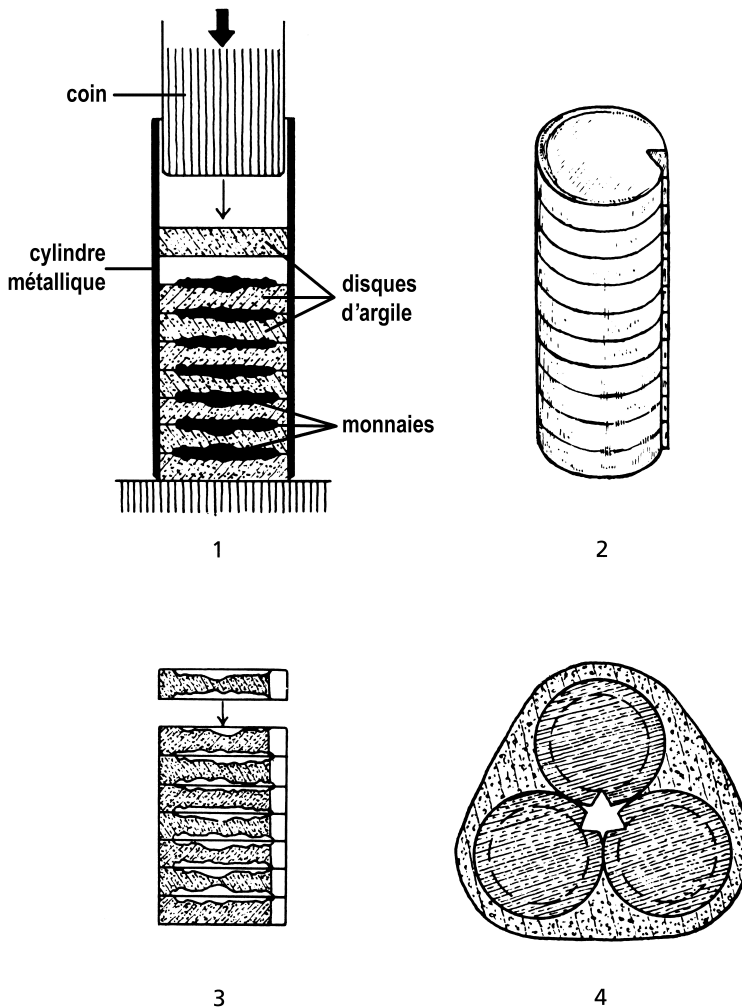 coin
cylindre
métallique
disques
d'argile
monnaies
1
2
3
4